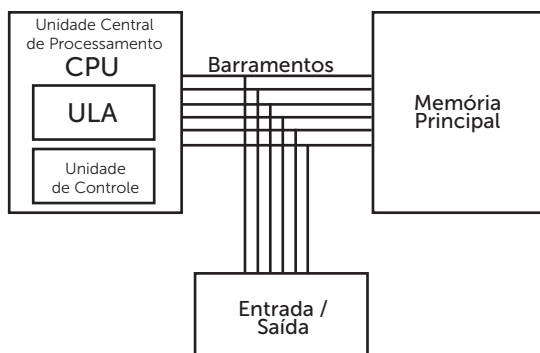 Unidade Central
de Processamento
CPU
ULA
Unidade
de Controle
Barramentos
Memória
Principal
Entrada /
Saída